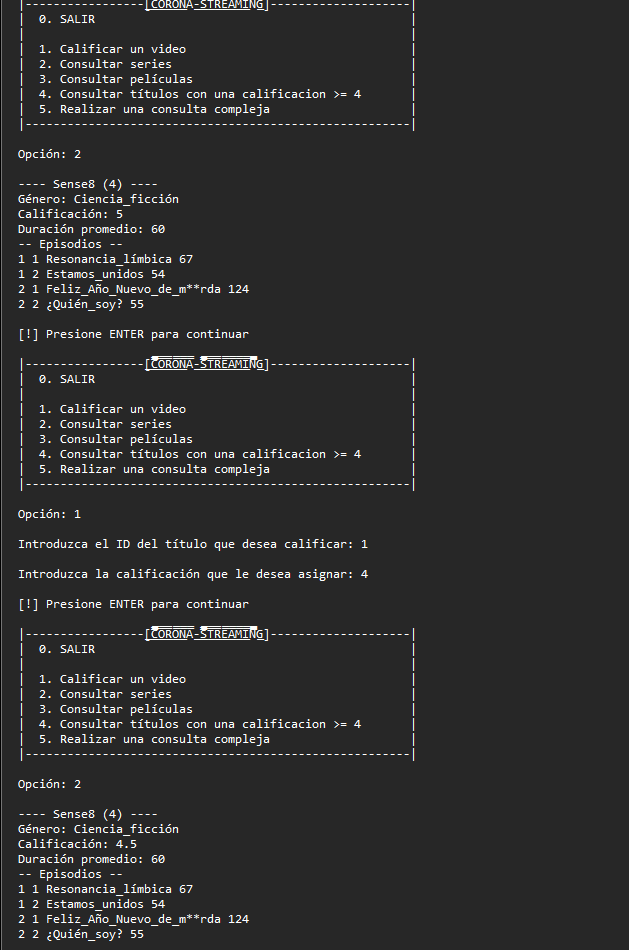 |-----------------[CORONA-STREAMING]--------------------|
|  0. SALIR                                             |
|                                                       |
|  1. Calificar un video                                |
|  2. Consultar series                                  |
|  3. Consultar películas                               |
|  4. Consultar títulos con una calificacion >= 4       |
|  5. Realizar una consulta compleja                    |
|-------------------------------------------------------|
Opción: 2
---- Sense8 (4) ----
Género: Ciencia_ficción
Calificación: 5
Duración promedio: 60
-- Episodios --
1 1 Resonancia_límbica 67
1 2 Estamos_unidos 54
2 1 Feliz_Año_Nuevo_de_m**rda 124
2 2 ¿Quién_soy? 55
[!] Presione ENTER para continuar
|-----------------[CORONA-STREAMING]--------------------|
|  0. SALIR                                             |
|                                                       |
|  1. Calificar un video                                |
|  2. Consultar series                                  |
|  3. Consultar películas                               |
|  4. Consultar títulos con una calificacion >= 4       |
|  5. Realizar una consulta compleja                    |
|-------------------------------------------------------|
Opción: 1
Introduzca el ID del título que desea calificar: 1
Introduzca la calificación que le desea asignar: 4
[!] Presione ENTER para continuar
|-----------------[CORONA-STREAMING]--------------------|
|  0. SALIR                                             |
|                                                       |
|  1. Calificar un video                                |
|  2. Consultar series                                  |
|  3. Consultar películas                               |
|  4. Consultar títulos con una calificacion >= 4       |
|  5. Realizar una consulta compleja                    |
|-------------------------------------------------------|
Opción: 2
---- Sense8 (4) ----
Género: Ciencia_ficción
Calificación: 4.5
Duración promedio: 60
-- Episodios --
1 1 Resonancia_límbica 67
1 2 Estamos_unidos 54
2 1 Feliz_Año_Nuevo_de_m**rda 124
2 2 ¿Quién_soy? 55